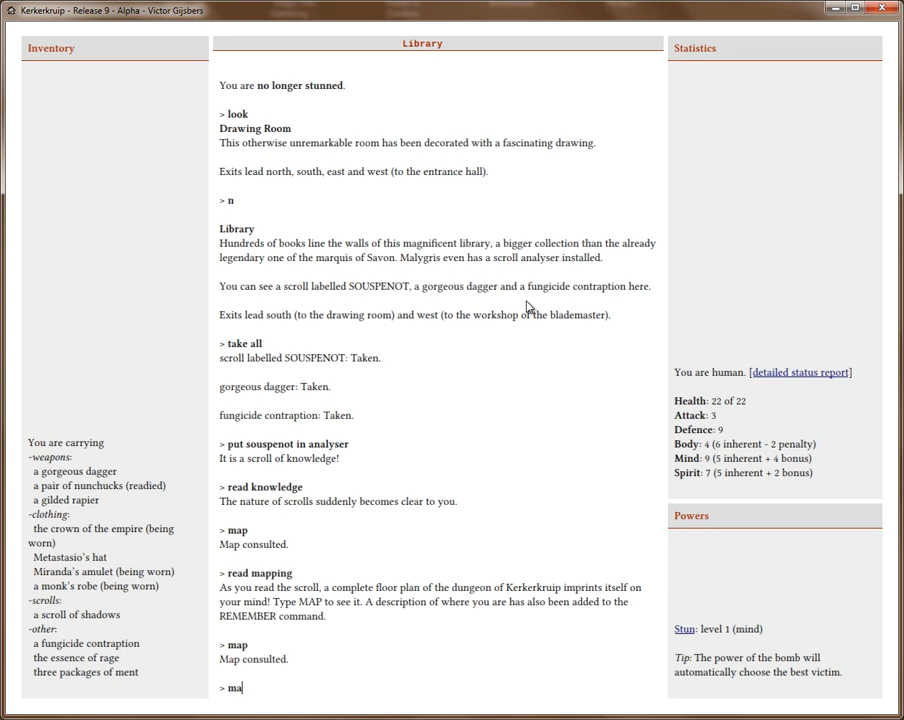 Kerkerkruip - Release 9 - Alpha - Victor Gijsbers
Inventory
You are carrying
-weapons:
a gorgeous dagger
a pair of nunchucks (readied)
a gilded rapier
-clothing:
the crown of the empire (being
worn)
Metastasio's hat
Miranda's amulet (being worn)
a monk's robe (being worn)
-scrolls:
a scroll of shadows
-other:
a fungicide contraption
the essence of rage
three packages of ment
Library
You are no longer stunned.
> look
Drawing Room
This otherwise unremarkable room has been decorated with a fascinating drawing.
Exits lead north, south, east and west (to the entrance hall).
> n
Library
Hundreds of books line the walls of this magnificent library, a bigger collection than the already
legendary one of the marquis of Savon. Malygris even has a scroll analyser installed.
You can see a scroll labelled SOUSPENOT, a gorgeous dagger and a fungicide contraption here.
Exits lead south (to the drawing room) and west (to the workshop of the blademaster).
> take all
scroll labelled SOUSPENOT: Taken.
gorgeous dagger: Taken.
fungicide contraption: Taken.
> put souspenot in analyser
It is a scroll of knowledge!
> read knowledge
The nature of scrolls suddenly becomes clear to you.
> map
Map consulted.
> read mapping
As you read the scroll, a complete floor plan of the dungeon of Kerkerkruip imprints itself on
your mind! Type MAP to see it. A description of where you are has also been added to the
REMEMBER command.
> map
Map consulted.
> ma
Statistics
You are human. [detailed status report]
Health: 22 of 22
Attack: 3
Defence: 9
Body: 4 (6 inherent - 2 penalty)
Mind: 9 (5 inherent + 4 bonus)
Spirit: 7 (5 inherent + 2 bonus)
Powers
Stun: level 1 (mind)
Tip: The power of the bomb will
automatically choose the best victim.